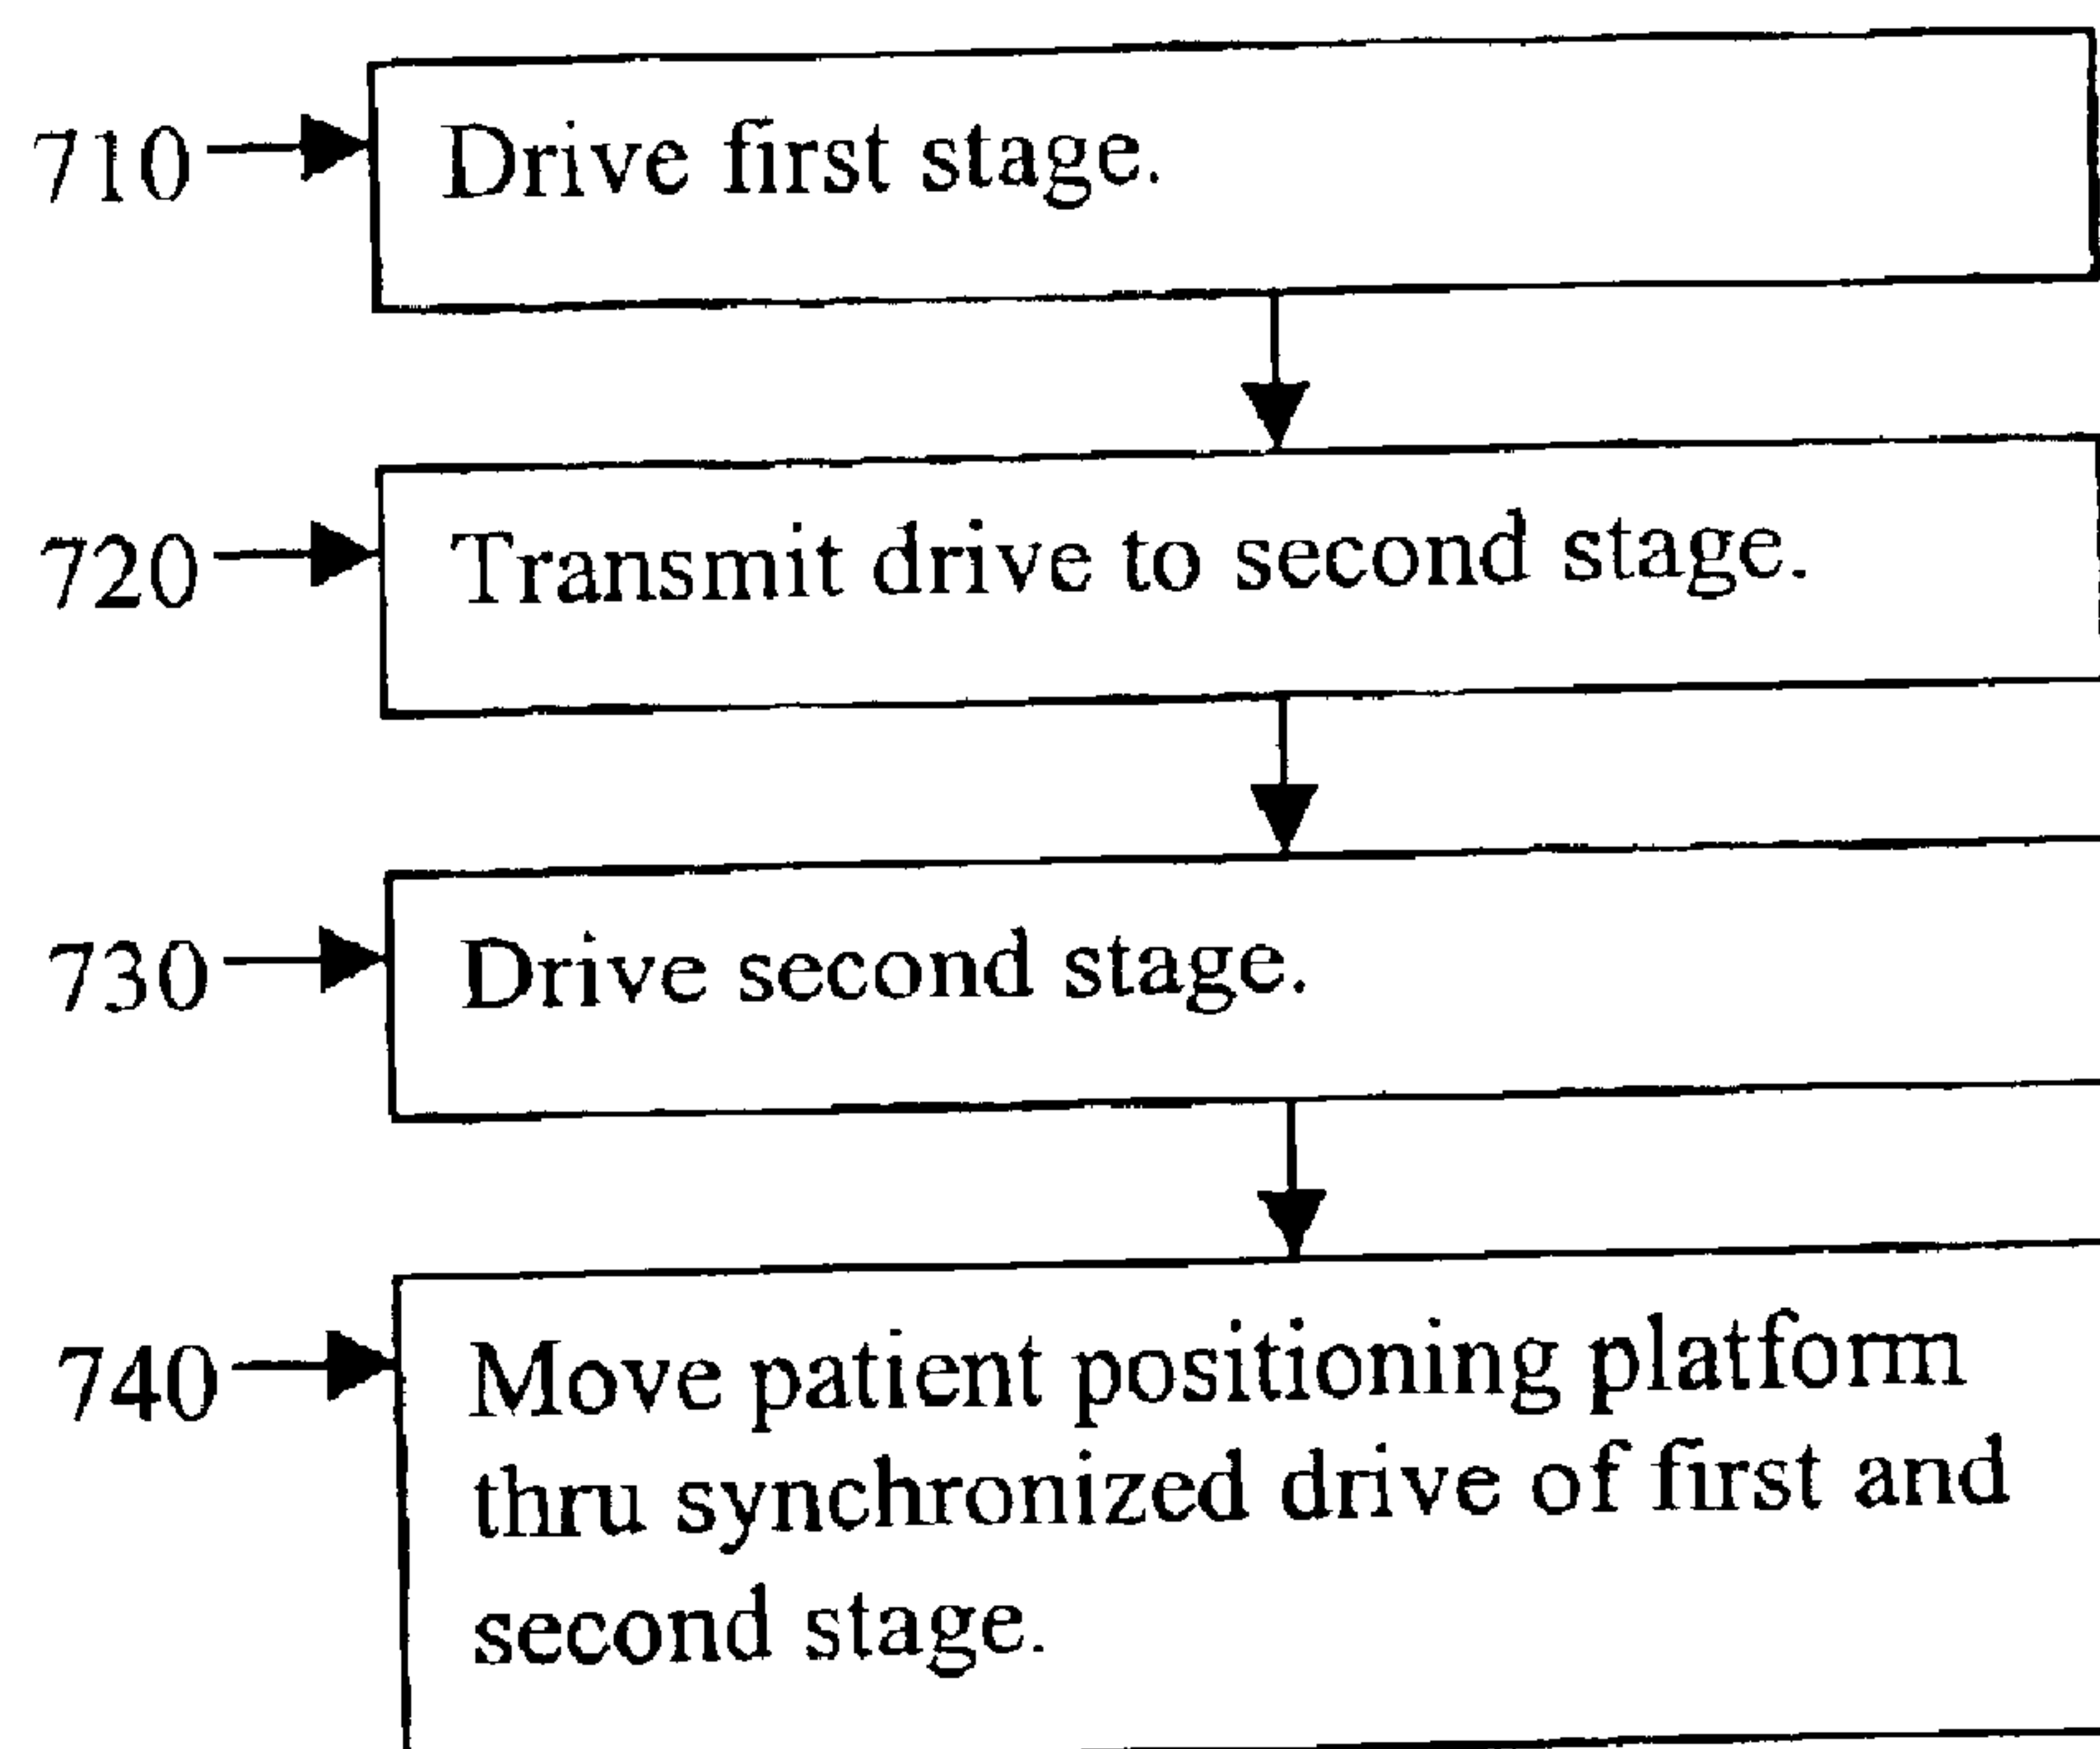 710 Drive first stage.
720 Transmit drive to second stage.
730 Drive second stage.
740 Move patient positioning platform
thru synchronized drive of first and
second stage.